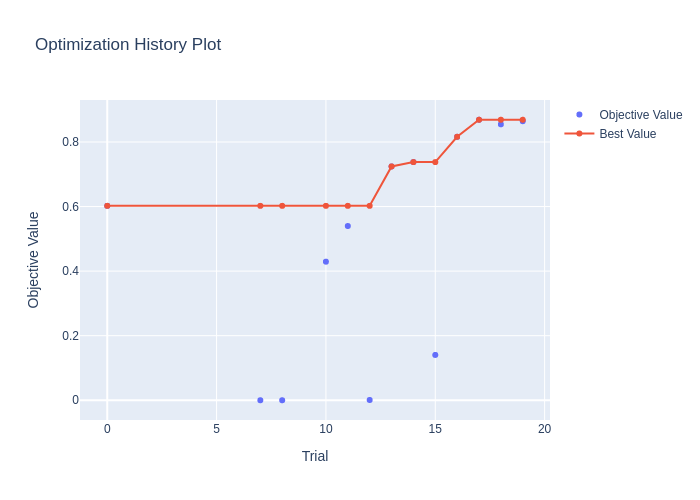 Optimization History Plot
Objective Value
Best Value
0.8
0.6
0.4
0.2
0
Objective Value
0
5
10
15
20
Trial